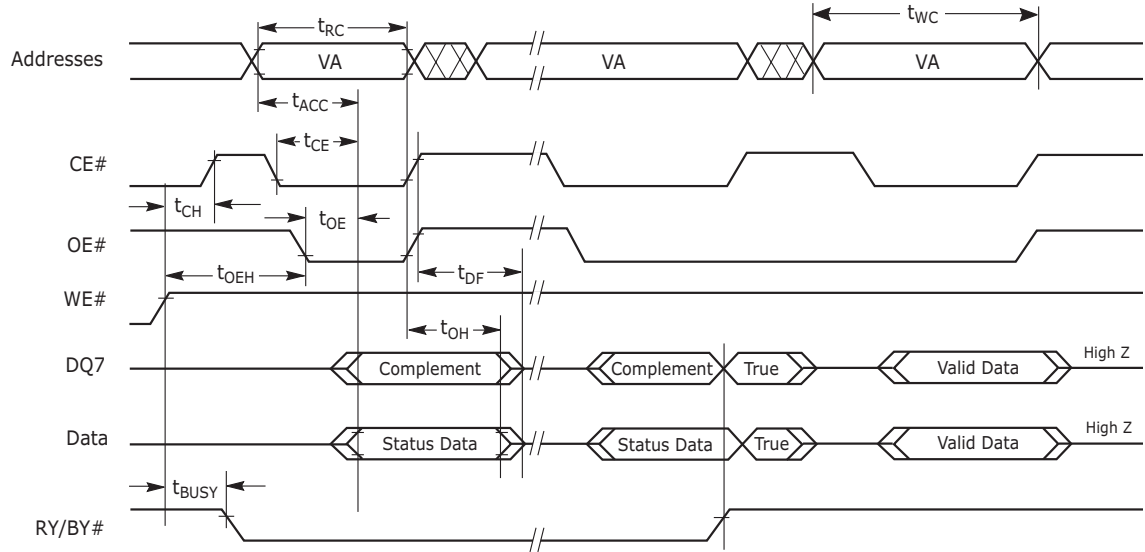 tRC
tWC
Addresses
VA
VA
VA
tACC
tCE
CE#
tCH
tOE
OE#
tOEH
tDF
WE#
tOH
DQ7
Complement
Complement
True
Valid Data
High Z
Data
Status Data
Status Data
True
Valid Data
High Z
tBUSY
RY/BY#